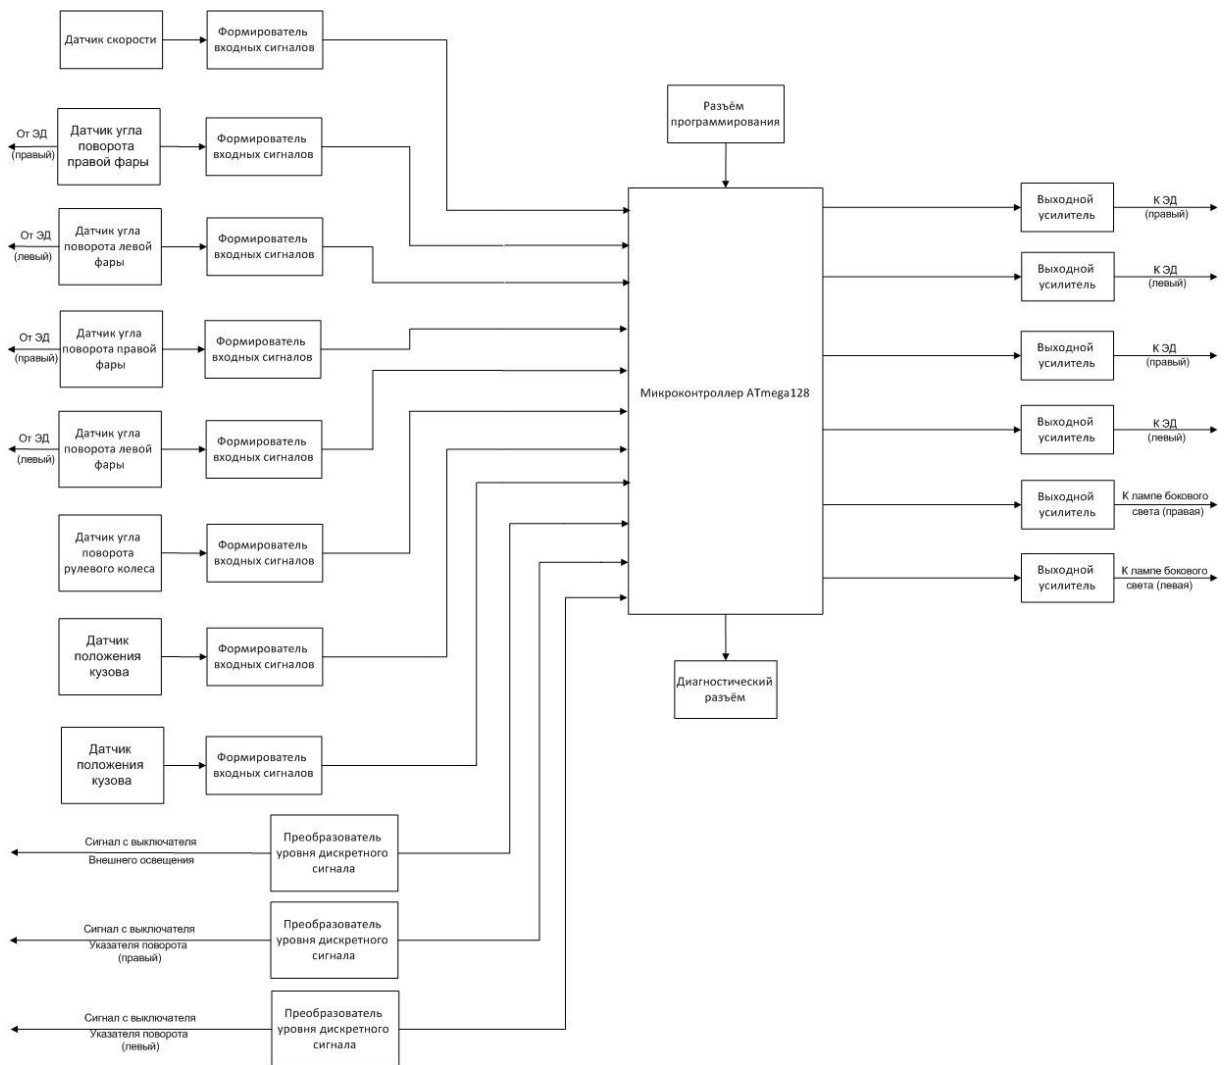 Датчик скорости
Формирователь
входных сигналов
От ЭД
(правый)
Датчик угла
поворота
правой фары
Формирователь
входных сигналов
От ЭД
(левый)
Датчик угла
поворота левой
фары
Формирователь
входных сигналов
От ЭД
(правый)
Датчик угла
поворота правой
фары
Формирователь
входных сигналов
От ЭД
(левый)
Датчик угла
поворота левой
фары
Формирователь
входных сигналов
Датчик угла
поворота
рулевого колеса
Формирователь
входных сигналов
Датчик
положения
кузова
Формирователь
входных сигналов
Датчик
положения
кузова
Формирователь
входных сигналов
Сигнал с выключателя
Внешнего освещения
Преобразователь
уровня дискретного
сигнала
Сигнал с выключателя
Указателя поворота
(правый)
Преобразователь
уровня дискретного
сигнала
Сигнал с выключателя
Указателя поворота
(левый)
Преобразователь
уровня дискретного
сигнала
Разъём
программирования
Микроконтроллер ATmega128
Диагностический
разъём
Выходной
усилитель
К ЭД
(правый)
Выходной
усилитель
К ЭД
(левый)
Выходной
усилитель
К ЭД
(правый)
Выходной
усилитель
К ЭД
(левый)
Выходной
усилитель
К лампе бокового
света (правая)
Выходной
усилитель
К лампе бокового
света (левая)